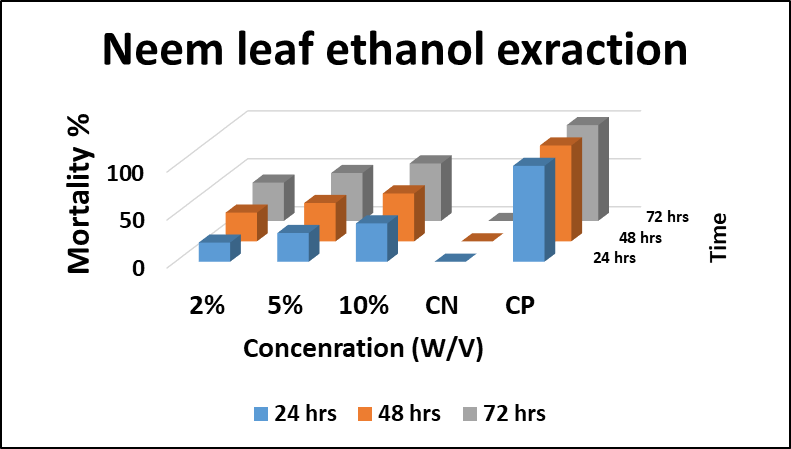 Neem leaf ethanol exraction
Mortality %
100
50
0
72 hrs
48 hrs
24 hrs
Time
2% 5% 10% CN CP
Concenration (W/V)
24 hrs 48 hrs 72 hrs